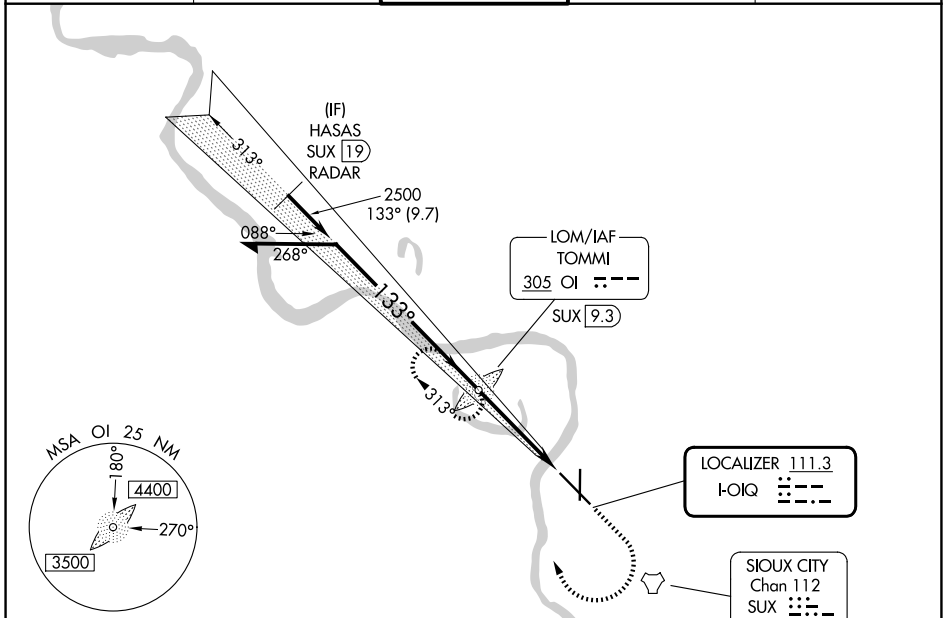 (IF)
HASAS
SUX 19
RADAR
313°
2500
133° (9.7)
088°
268°
133°
LOM/IAF
TOMMI
305 OI
SUX 9.3
313°
MSA OI 25 NM
180°
4400
270°
3500
LOCALIZER 111.3
I-OIQ
SIOUX CITY
Chan 112
SUX